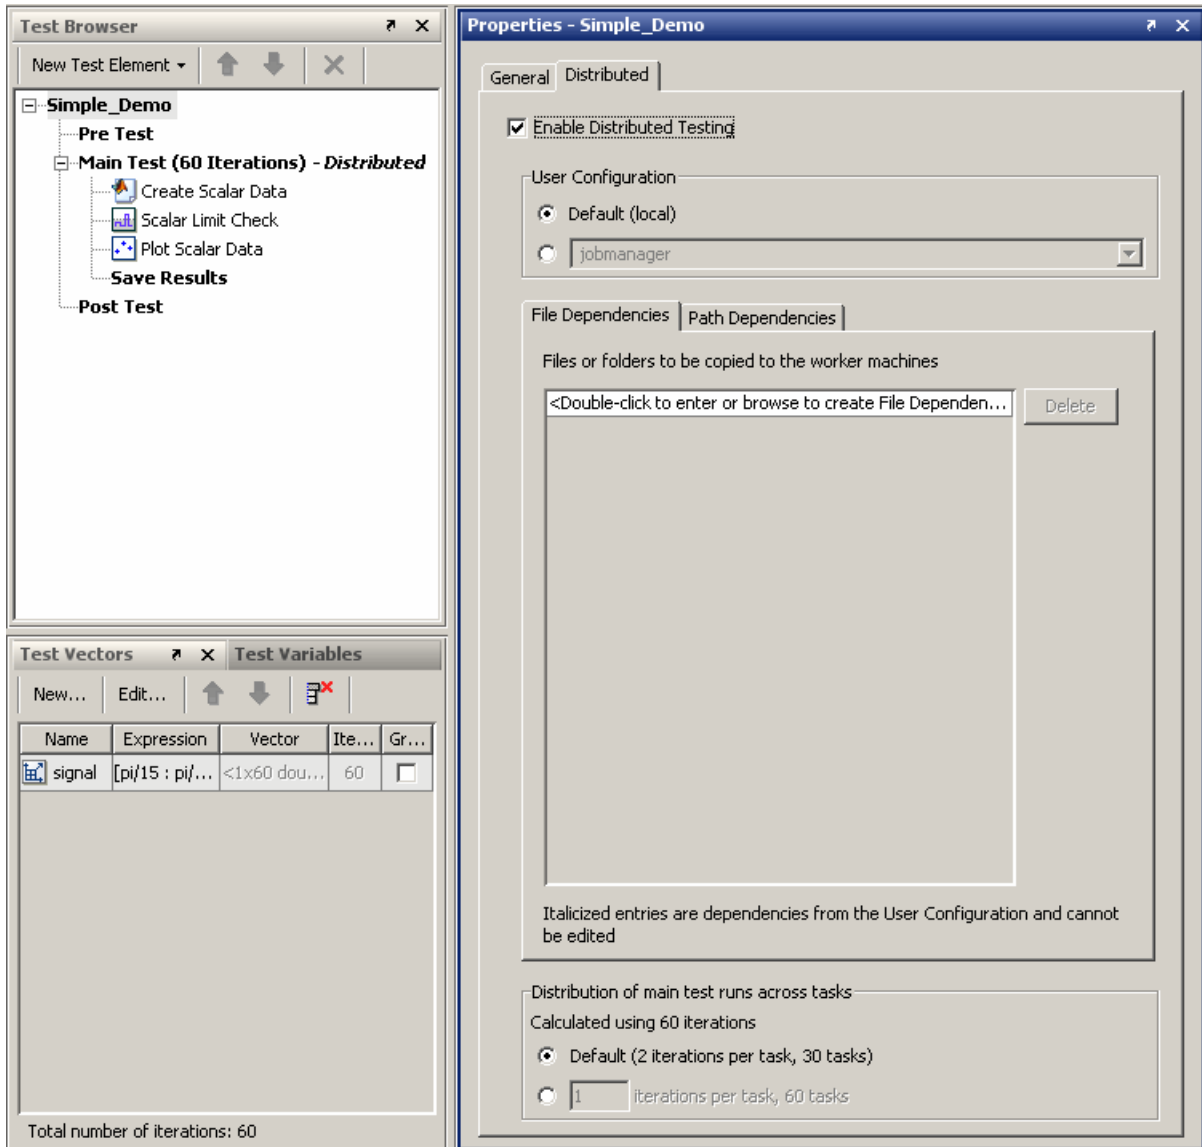 Test Browser
New Test Element
Simple_Demo
Pre Test
Main Test (60 Iterations) - Distributed
Create Scalar Data
Scalar Limit Check
Plot Scalar Data
Save Results
Post Test
Test Vectors
Test Variables
New...
Edit...
Name
Expression
Vector
Ite...
Gr...
signal
[pi/15 : pi/...
<1x60 dou...
60
Total number of iterations: 60
Properties - Simple_Demo
General
Distributed
Enable Distributed Testing
User Configuration
Default (local)
jobmanager
File Dependencies
Path Dependencies
Files or folders to be copied to the worker machines
<Double-click to enter or browse to create File Dependen...
Delete
Italicized entries are dependencies from the User Configuration and cannot
be edited
Distribution of main test runs across tasks
Calculated using 60 iterations
Default (2 iterations per task, 30 tasks)
1 iterations per task, 60 tasks